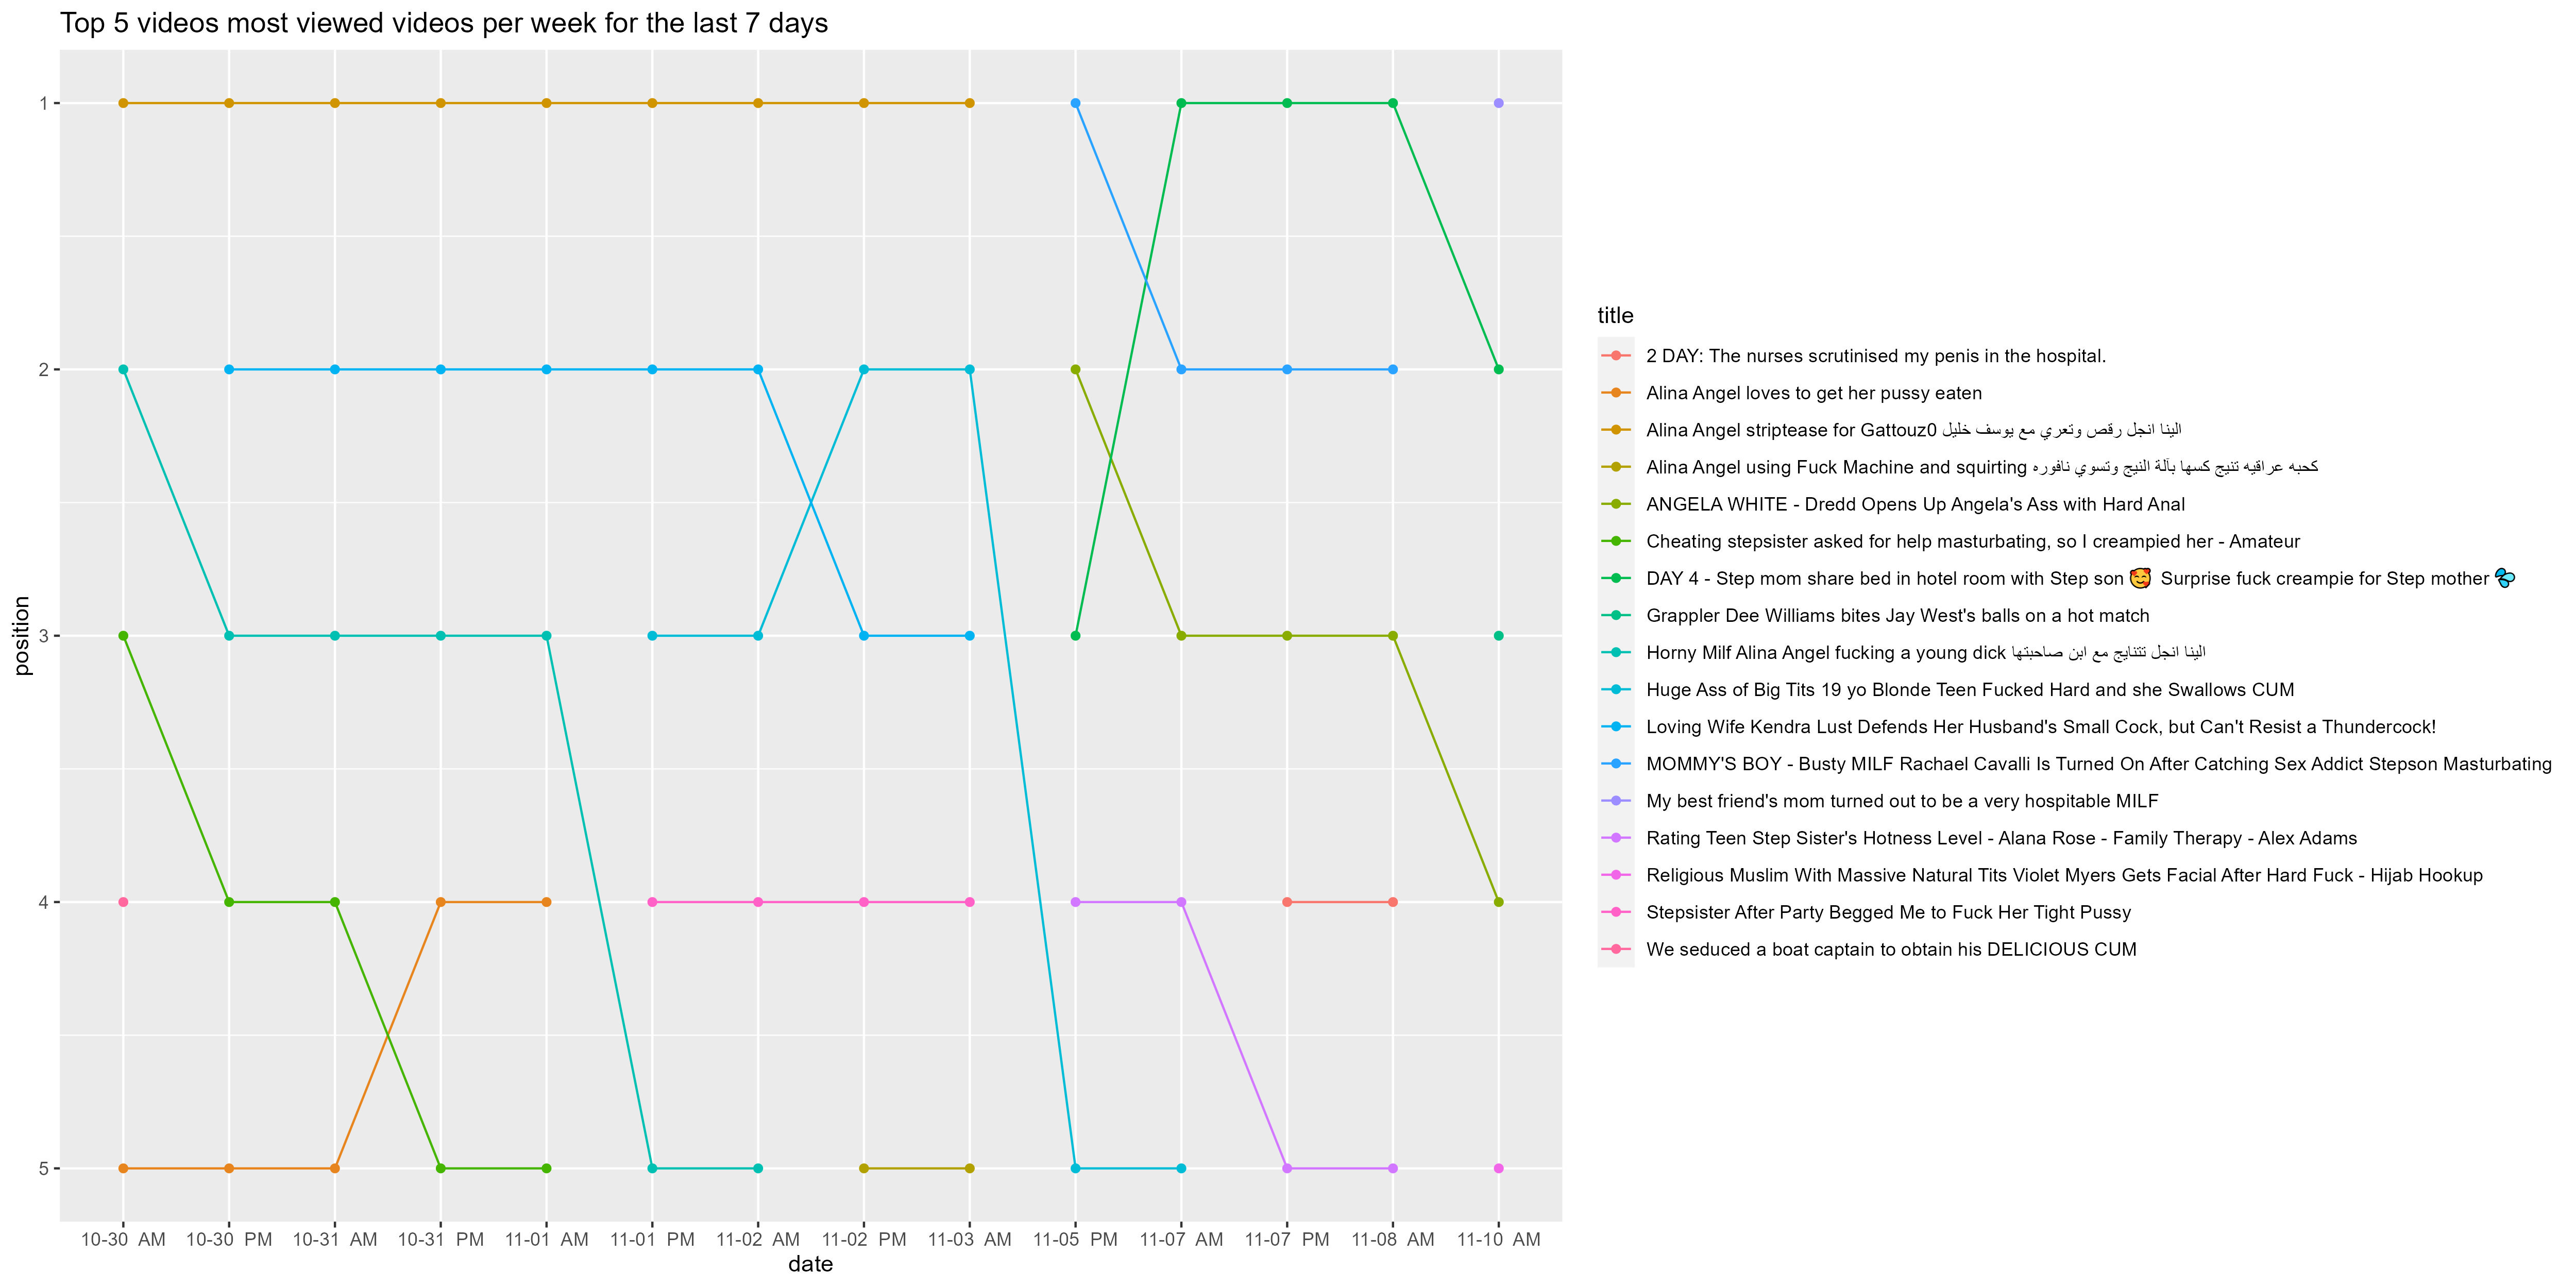 Top 5 videos most viewed videos per week for the last 7 days
position
1
2
3
4
5
10-30 AM
10-30 PM
10-31 AM
10-31 PM
11-01 AM
11-01 PM
11-02 AM
11-02 PM
11-03 AM
11-05 PM
11-07 AM
11-07 PM
11-08 AM
11-10 AM
date
title
2 DAY: The nurses scrutinised my penis in the hospital.
Alina Angel loves to get her pussy eaten
Alina Angel striptease for Gattouz0 الينا انجل رقص وتعري مع يوسف خليل
Alina Angel using Fuck Machine and squirting كحبه عراقيه تنيج كسها بآلة النيج وتسوي نافوره
ANGELA WHITE - Dredd Opens Up Angela's Ass with Hard Anal
Cheating stepsister asked for help masturbating, so I creampied her - Amateur
DAY 4 - Step mom share bed in hotel room with Step son 🥰 Surprise fuck creampie for Step mother 💦
Grappler Dee Williams bites Jay West's balls on a hot match
Horny Milf Alina Angel fucking a young dick الينا انجل تتنايج مع ابن صاحبتها
Huge Ass of Big Tits 19 yo Blonde Teen Fucked Hard and she Swallows CUM
Loving Wife Kendra Lust Defends Her Husband's Small Cock, but Can't Resist a Thundercock!
MOMMY'S BOY - Busty MILF Rachael Cavalli Is Turned On After Catching Sex Addict Stepson Masturbating
My best friend's mom turned out to be a very hospitable MILF
Rating Teen Step Sister's Hotness Level - Alana Rose - Family Therapy - Alex Adams
Religious Muslim With Massive Natural Tits Violet Myers Gets Facial After Hard Fuck - Hijab Hookup
Stepsister After Party Begged Me to Fuck Her Tight Pussy
We seduced a boat captain to obtain his DELICIOUS CUM